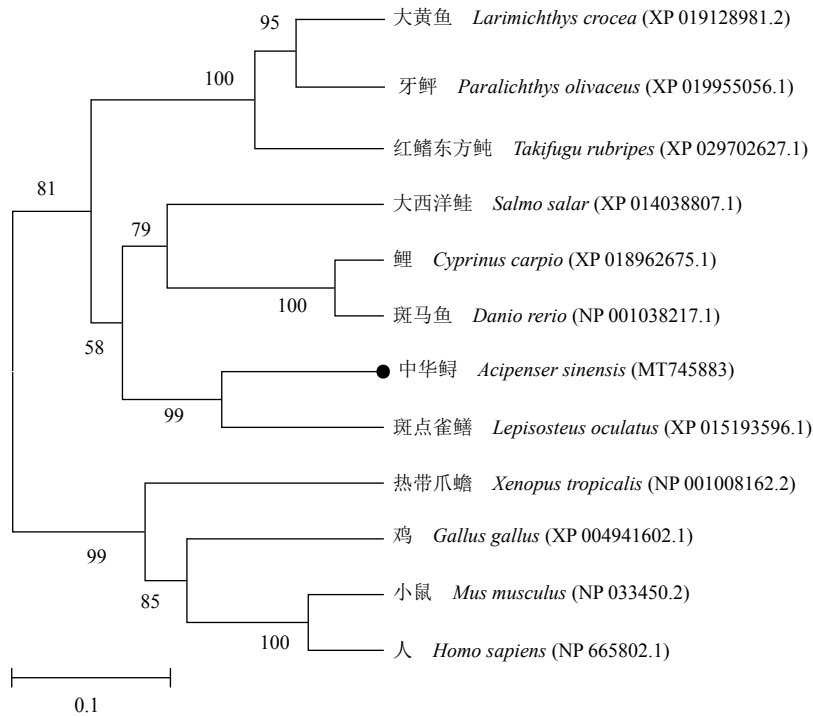 95
大黄鱼 Larimichthys crocea (XP 019128981.2)
100
牙鲆 Paralichthys olivaceus (XP 019955056.1)
红鳍东方鲀 Takifugu rubripes (XP 029702627.1)
81
大西洋鲑 Salmo salar (XP 014038807.1)
79
鲤 Cyprinus carpio (XP 018962675.1)
100
斑马鱼 Danio rerio (NP 001038217.1)
58
中华鲟 Acipenser sinensis (MT745883)
99
斑点雀鳝 Lepisosteus oculatus (XP 015193596.1)
热带爪蟾 Xenopus tropicalis (NP 001008162.2)
99
鸡 Gallus gallus (XP 004941602.1)
85
小鼠 Mus musculus (NP 033450.2)
100
人 Homo sapiens (NP 665802.1)
0.1